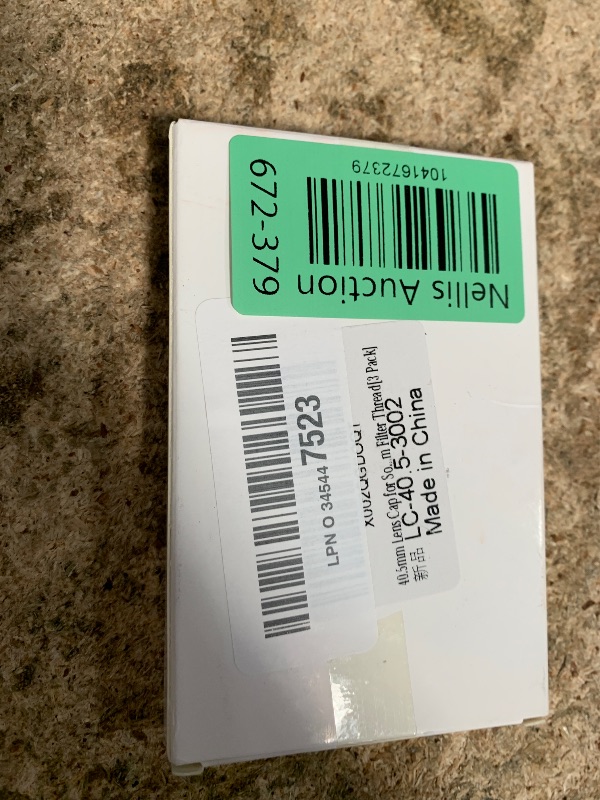 1041672379
Nellis Auction
672-379
LPN O 34544 7523
40.5mm Lens Cap for So...m Filter Thread[3 Pack]
新品 LC-40.5-3002
Made in China